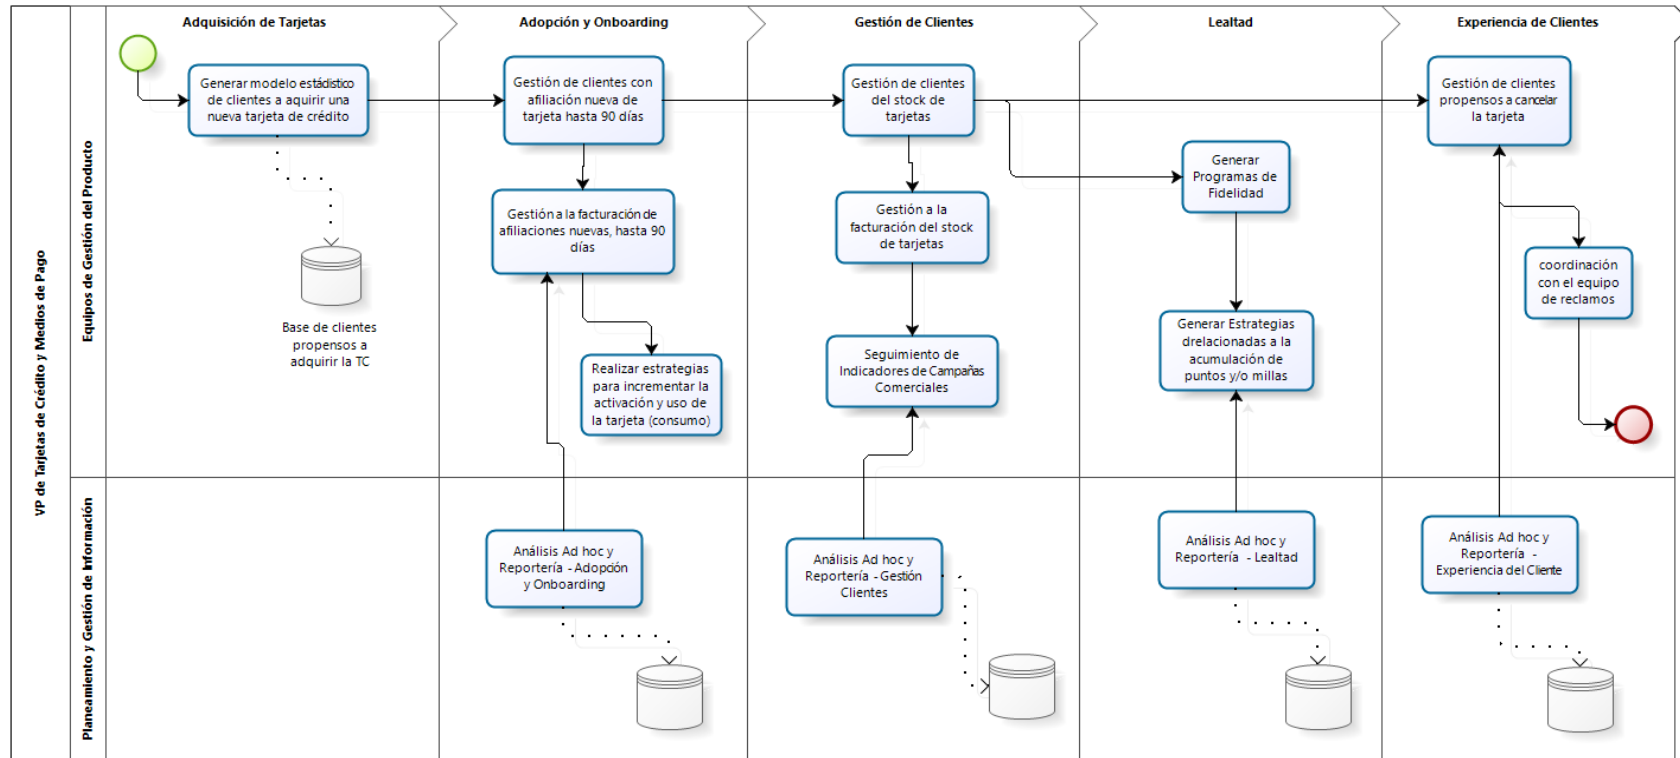 Adquisición de Tarjetas
Adopción y Onboarding
Gestión de Clientes
Lealtad
Experiencia de Clientes
VP de Tarjetas de Crédito y Medios de Pago
Equipos de Gestión del Producto
Generar modelo estádistico
de clientes a aquirir una
nueva tarjeta de crédito
Base de clientes
propensos a
adquirir la TC
Gestión de clientes con
afiliación nueva de
tarjeta hasta 90 días
Gestión a la facturación de
afiliaciones nuevas, hasta 90
días
Realizar estrategias
para incrementar la
activación y uso de
la tarjeta (consumo)
Gestión de clientes
del stock de
tarjetas
Gestión a la
facturación del stock
de tarjetas
Seguimiento de
Indicadores de Campañas
Comerciales
Generar
Programas de
Fidelidad
Generar Estrategias
drelacionadas a la
acumulación de
puntos y/o millas
Gestión de clientes
propensos a cancelar
la tarjeta
coordinación
con el equipo
de reclamos
Planeamiento y Gestión de Información
Análisis Ad hoc y
Reportería - Adopción
y Onboarding
Análisis Ad hoc y
Reportería - Gestión
Clientes
Análisis Ad hoc y
Reportería - Lealtad
Análisis Ad hoc y
Reportería -
Experiencia del Cliente